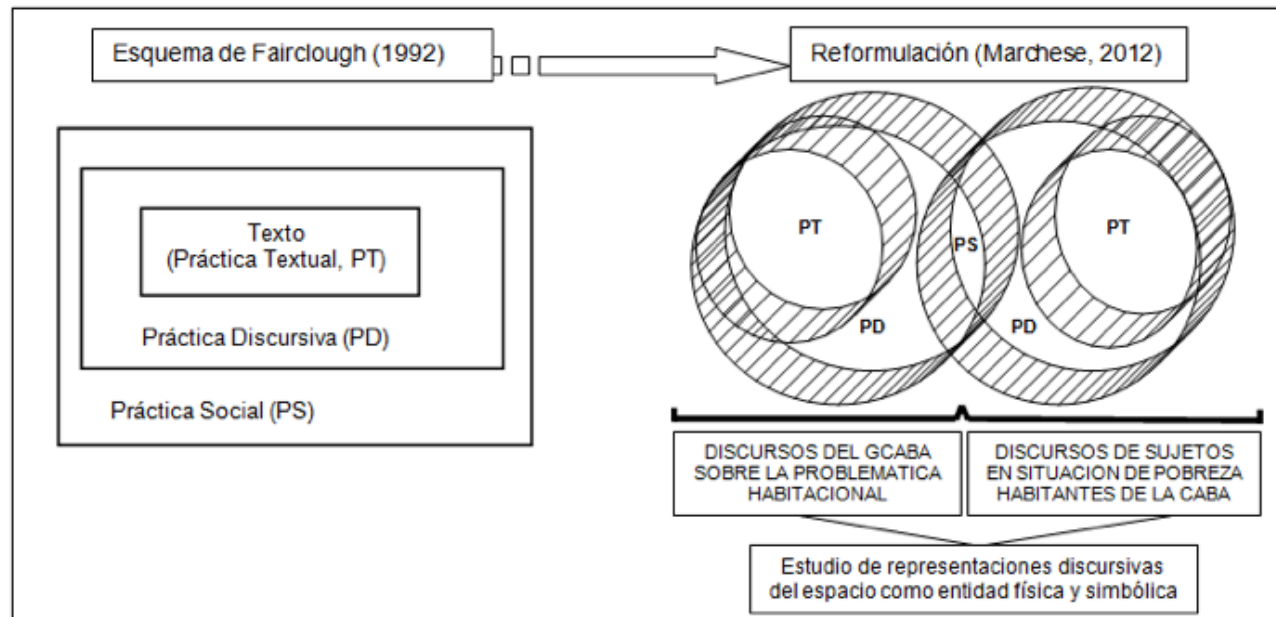 Esquema de Fairclough (1992)
Reformulación (Marchese, 2012)
Texto
(Práctica Textual, PT)
Práctica Discursiva (PD)
Práctica Social (PS)
PT
PS
PT
PD
PD
DISCURSOS DEL GCABA
SOBRE LA PROBLEMATICA
HABITACIONAL
DISCURSOS DE SUJETOS
EN SITUACION DE POBREZA
HABITANTES DE LA CABA
Estudio de representaciones discursivas
del espacio como entidad física y simbólica